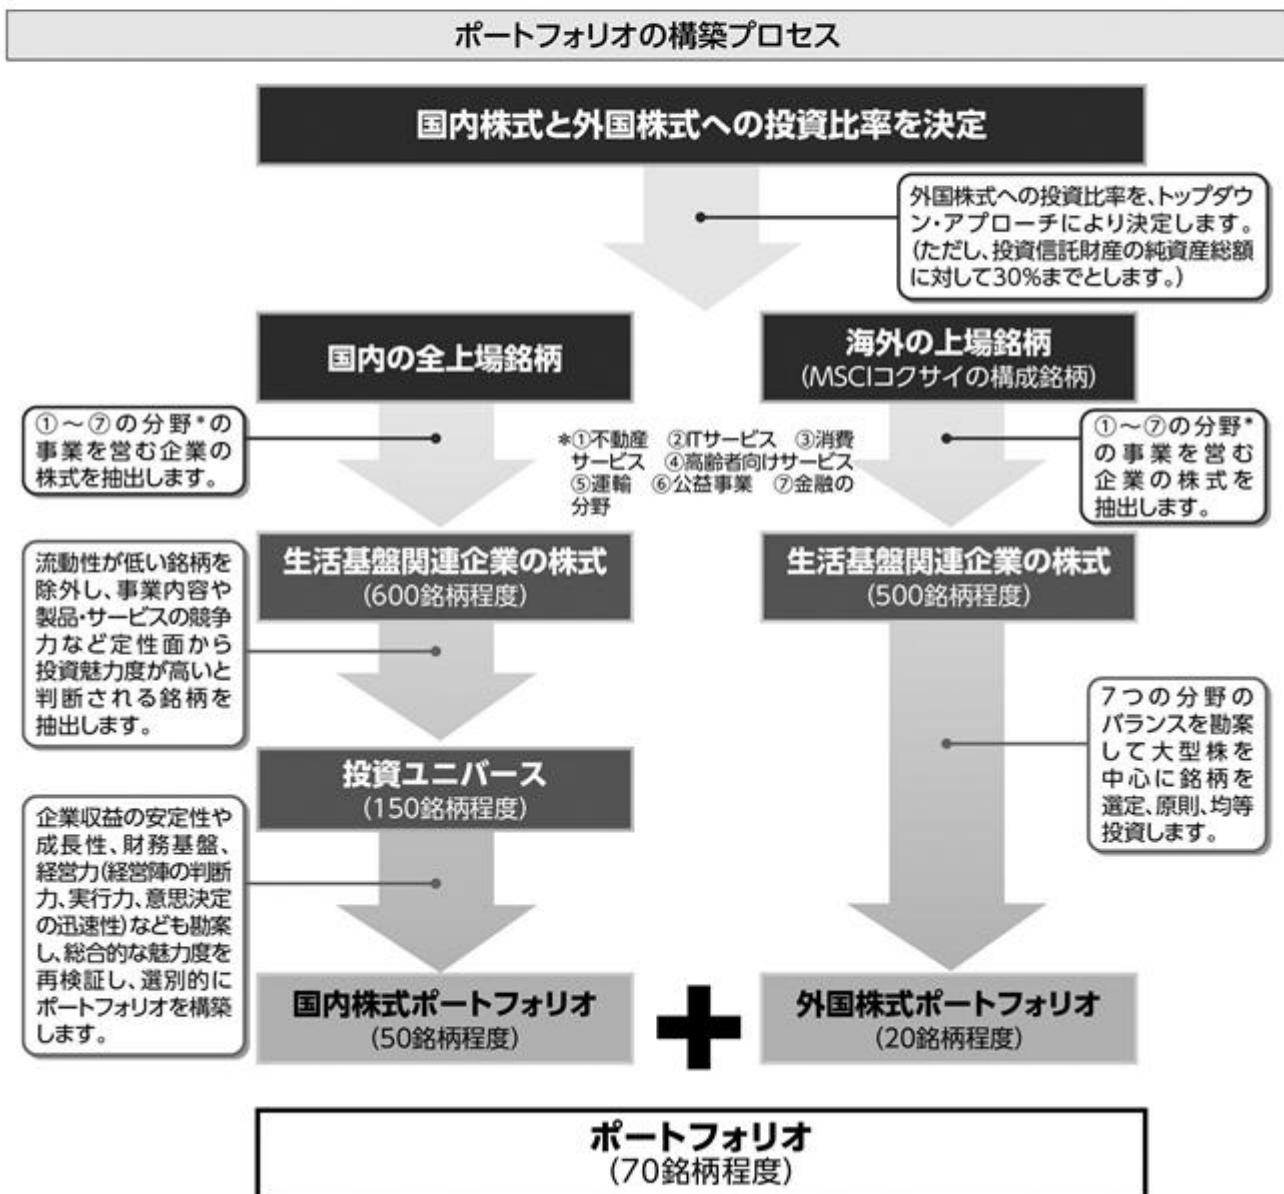 ポートフォリオの構築プロセス
国内株式と外国株式への投資比率を決定
外国株式への投資比率を、トップダウ
ン・アプローチにより決定します。
(ただし、投資信託財産の純資産総額
に対して30%までとします。)
国内の全上場銘柄
海外の上場銘柄
(MSCIコクサイの構成銘柄)
①～⑦の分野*の
事業を営む企業の
株式を抽出します。
*①不動産 ②ITサービス ③消費
サービス ④高齢者向けサービス
⑤運輸 ⑥公益事業 ⑦金融の
分野
①～⑦の分野*
の事業を営む
企業の株式を
抽出します。
生活基盤関連企業の株式
(600銘柄程度)
生活基盤関連企業の株式
(500銘柄程度)
流動性が低い銘柄を
除外し、事業内容や
製品・サービスの競争
力など定性面から
投資魅力度が高いと
判断される銘柄を
抽出します。
7つの分野の
バランスを勘案
して大型株を
中心に銘柄を
選定、原則、均等
投資します。
投資ユニバース
(150銘柄程度)
企業収益の安定性や
成長性、財務基盤、
経営力(経営陣の判断
力、実行力、意思決定
の迅速性)なども勘案
し、総合的な魅力度を
再検証し、選別的に
ポートフォリオを構築
します。
国内株式ポートフォリオ
(50銘柄程度)
外国株式ポートフォリオ
(20銘柄程度)
ポートフォリオ
(70銘柄程度)